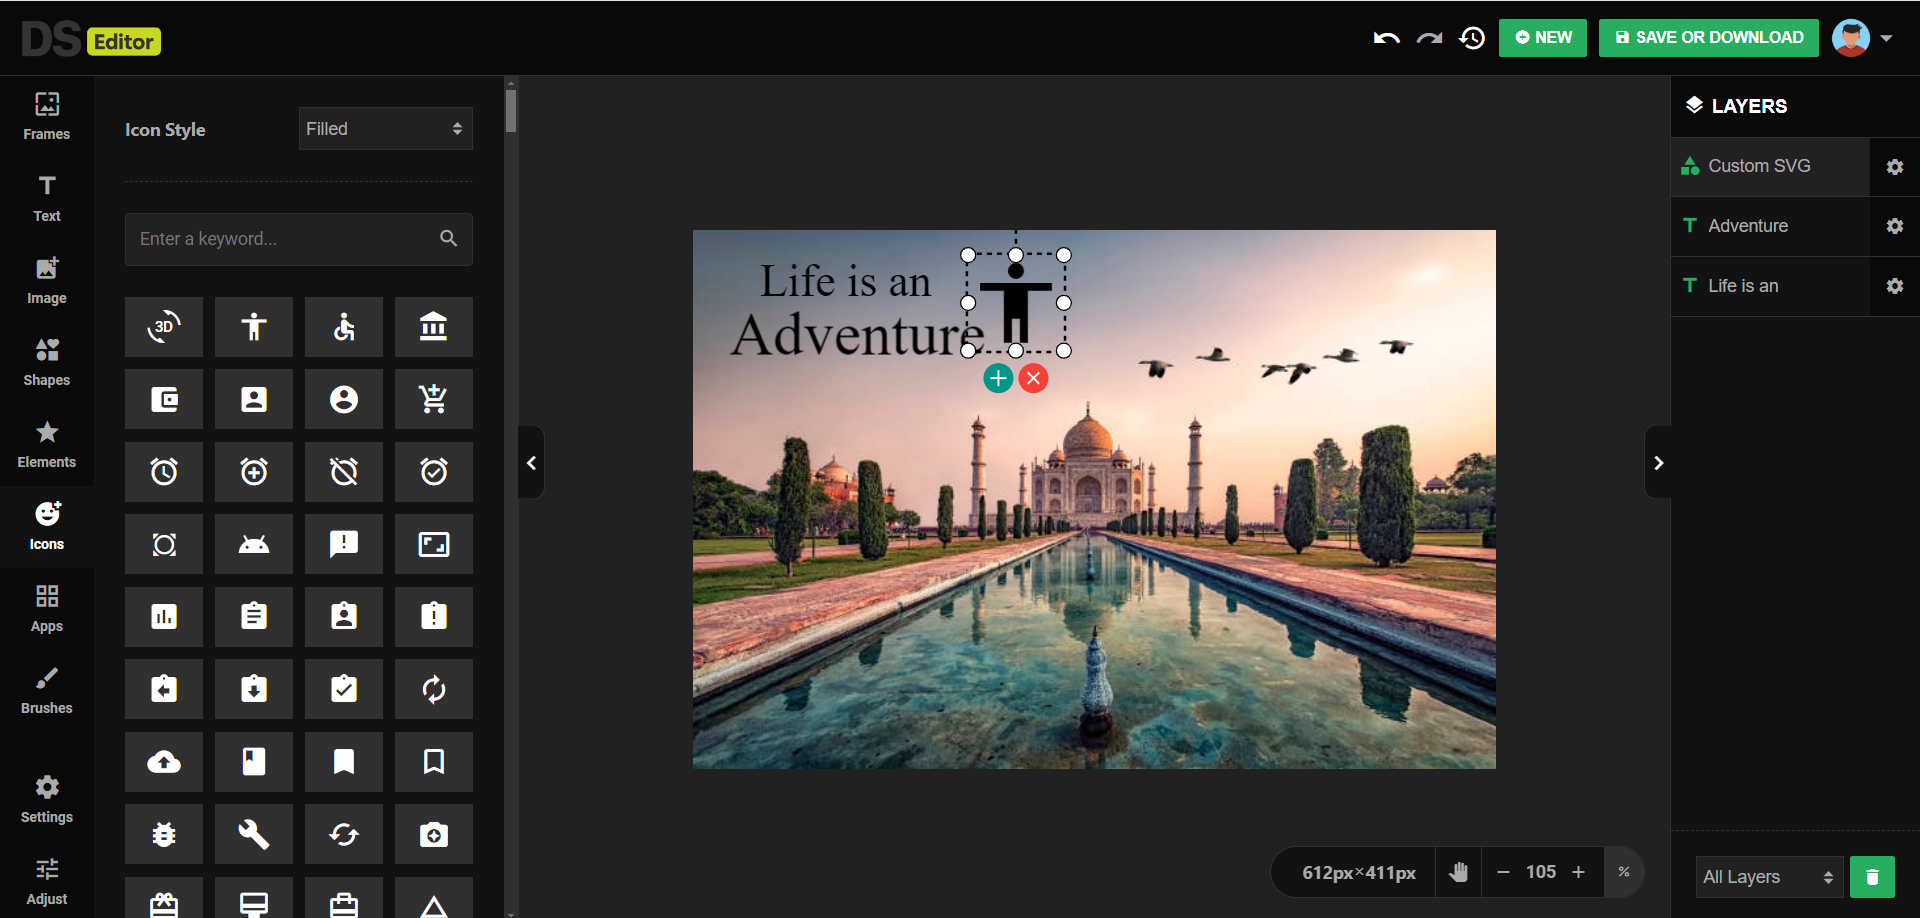 DS Editor
NEW
SAVE OR DOWNLOAD
Frames
Text
Image
Shapes
Elements
Icons
Apps
Brushes
Settings
Adjust
Icon Style
Filled
Enter a keyword...
3D
Life is an
Adventure
612px×411px
105
%
LAYERS
Custom SVG
Adventure
Life is an
All Layers